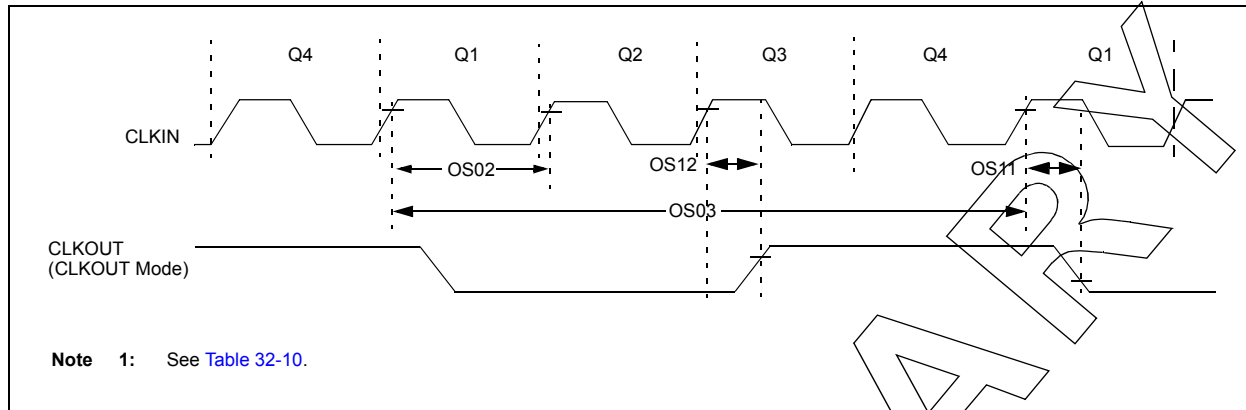 Q4 Q1 Q2 Q3 Q4 Q1
CLKIN
OS02 OS12 OS11
OS03
CLKOUT
(CLKOUT Mode)
Note 1: See Table 32-10.
A R Y